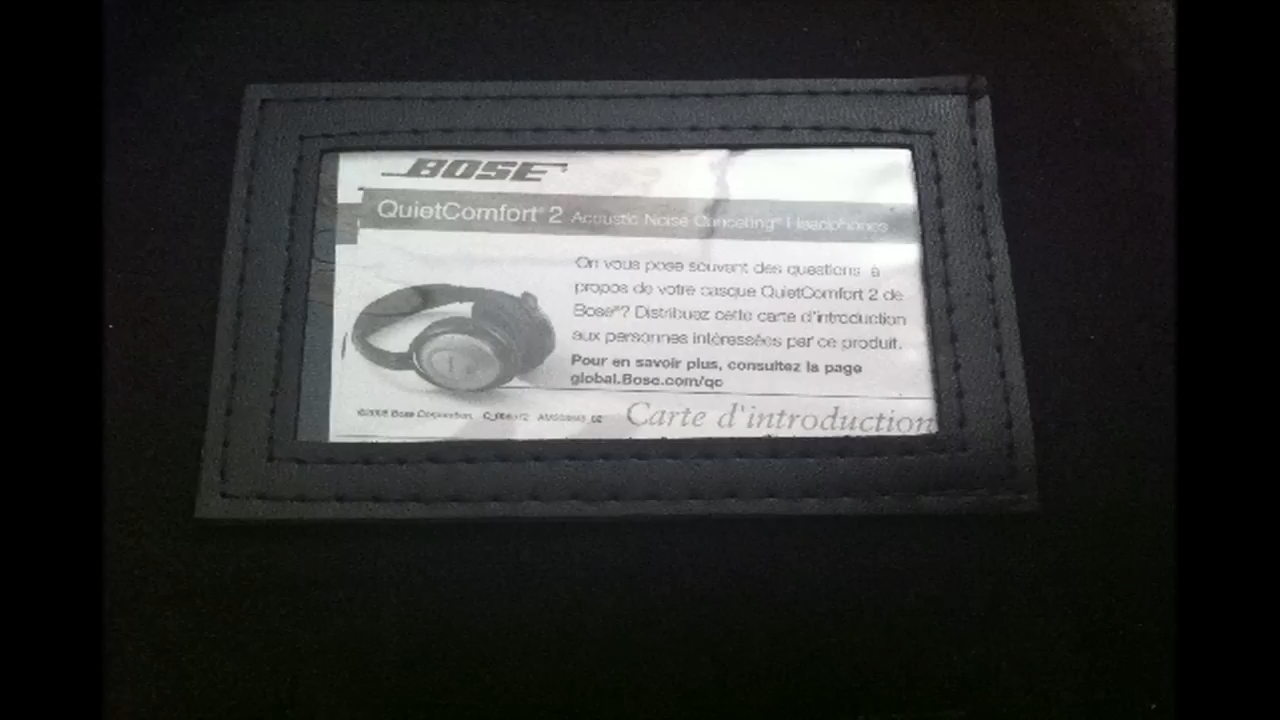 BOSE
QuietComfort® 2 Acoustic Noise Canceling® Headphones
On vous pose souvent des questions à
propos de votre casque QuietComfort 2 de
Bose®? Distribuez cette carte d'introduction
aux personnes intéressées par ce produit.
Pour en savoir plus, consultez la page
global.Bose.com/qc
Bose Corporation
Carte d'introduction